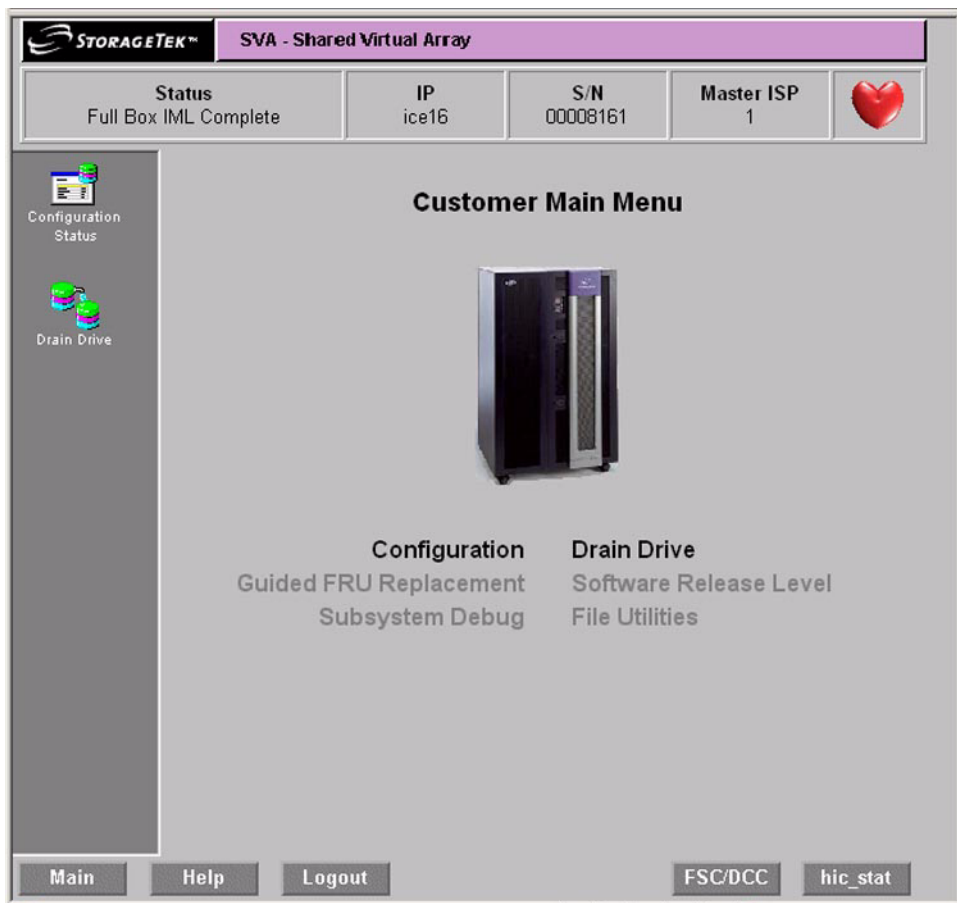 STORAGETEK™ SVA - Shared Virtual Array
Status IP S/N Master ISP
Full Box IML Complete ice16 00008161 1
Configuration
Status
Drain Drive
Customer Main Menu
Configuration Drain Drive
Guided FRU Replacement Software Release Level
Subsystem Debug File Utilities
Main Help Logout FSC/DCC hic_stat